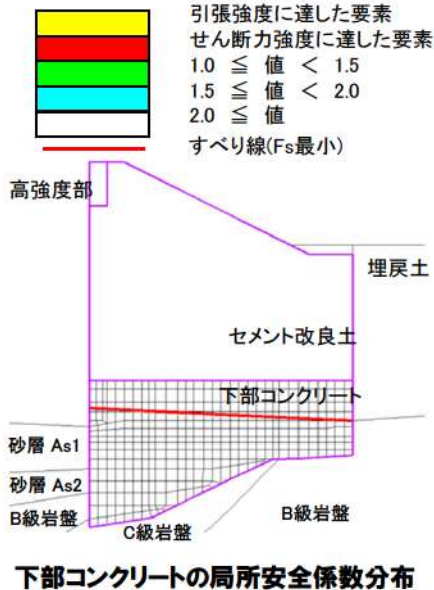 引張強度に達した要素
せん断力強度に達した要素
1.0 ≦ 値 < 1.5
1.5 ≦ 値 < 2.0
2.0 ≦ 値
すべり線(Fs最小)
高強度部
埋戻土
セメント改良土
下部コンクリート
砂層 As1
砂層 As2
B級岩盤
C級岩盤
B級岩盤
下部コンクリートの局所安全係数分布